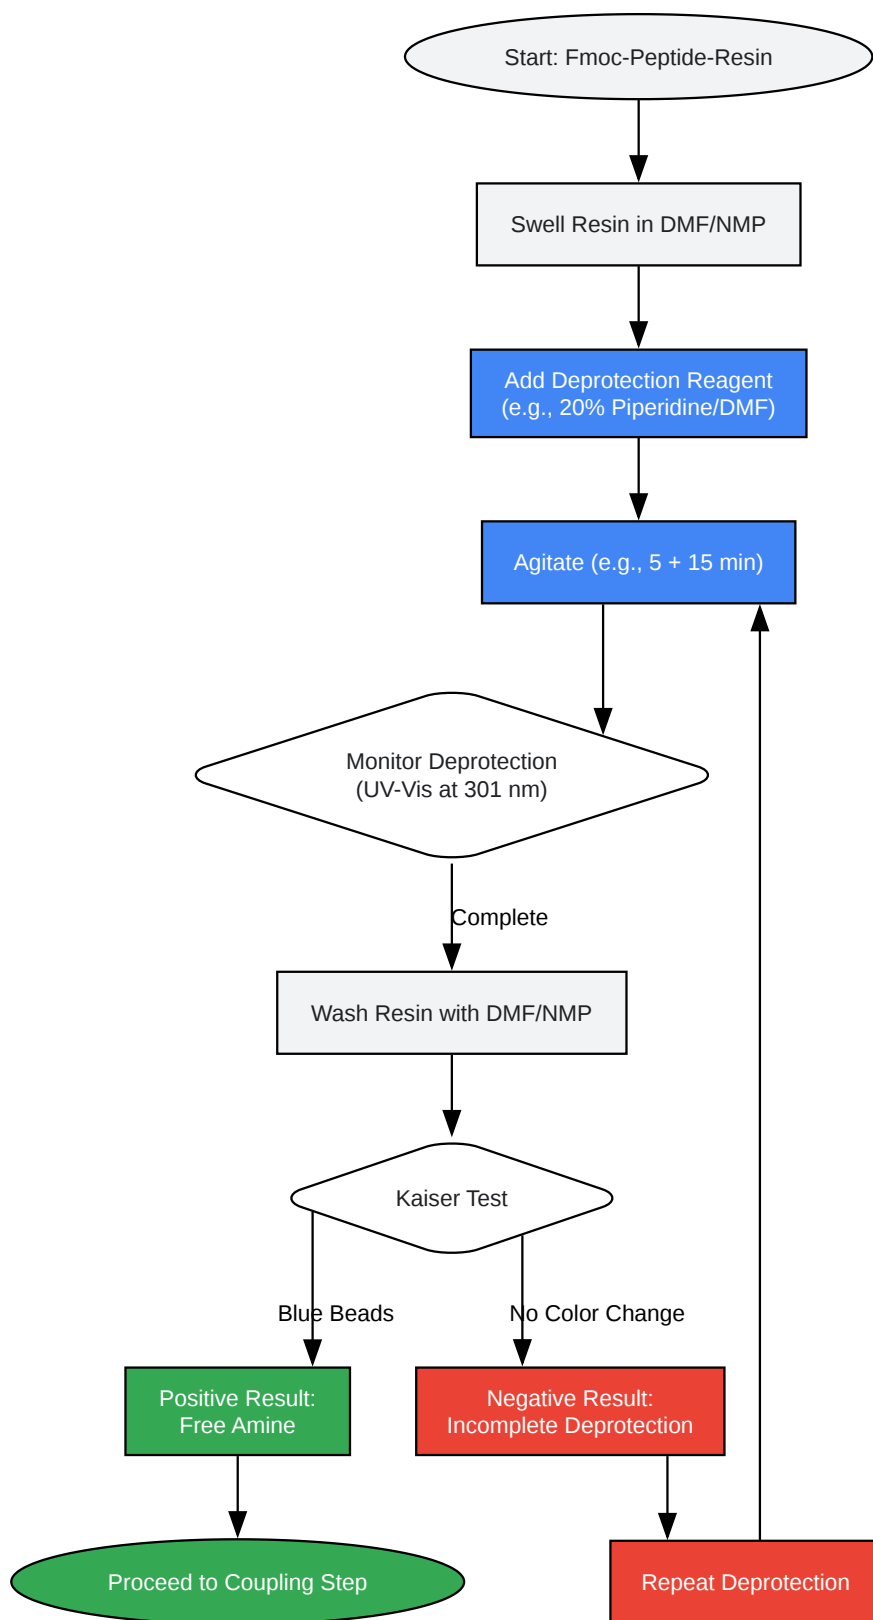 Start: Fmoc-Peptide-Resin
Swell Resin in DMF/NMP
Add Deprotection Reagent
(e.g., 20% Piperidine/DMF)
Agitate (e.g., 5 + 15 min)
Monitor Deprotection
(UV-Vis at 301 nm)
Complete
Wash Resin with DMF/NMP
Kaiser Test
Blue Beads
No Color Change
Positive Result:
Free Amine
Negative Result:
Incomplete Deprotection
Proceed to Coupling Step
Repeat Deprotection